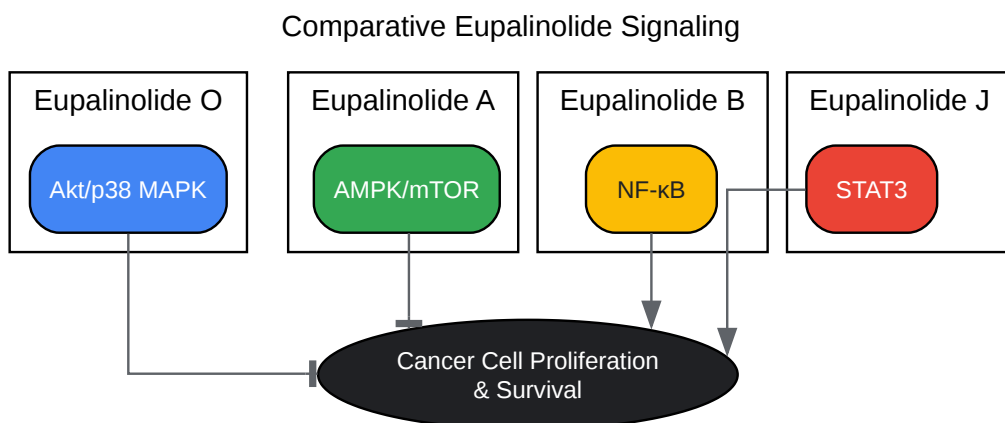 Comparative Eupalinolide Signaling
Eupalinolide O
Eupalinolide A
Eupalinolide B
Eupalinolide J
Akt/p38 MAPK
AMPK/mTOR
NF-κB
STAT3
Cancer Cell Proliferation
& Survival